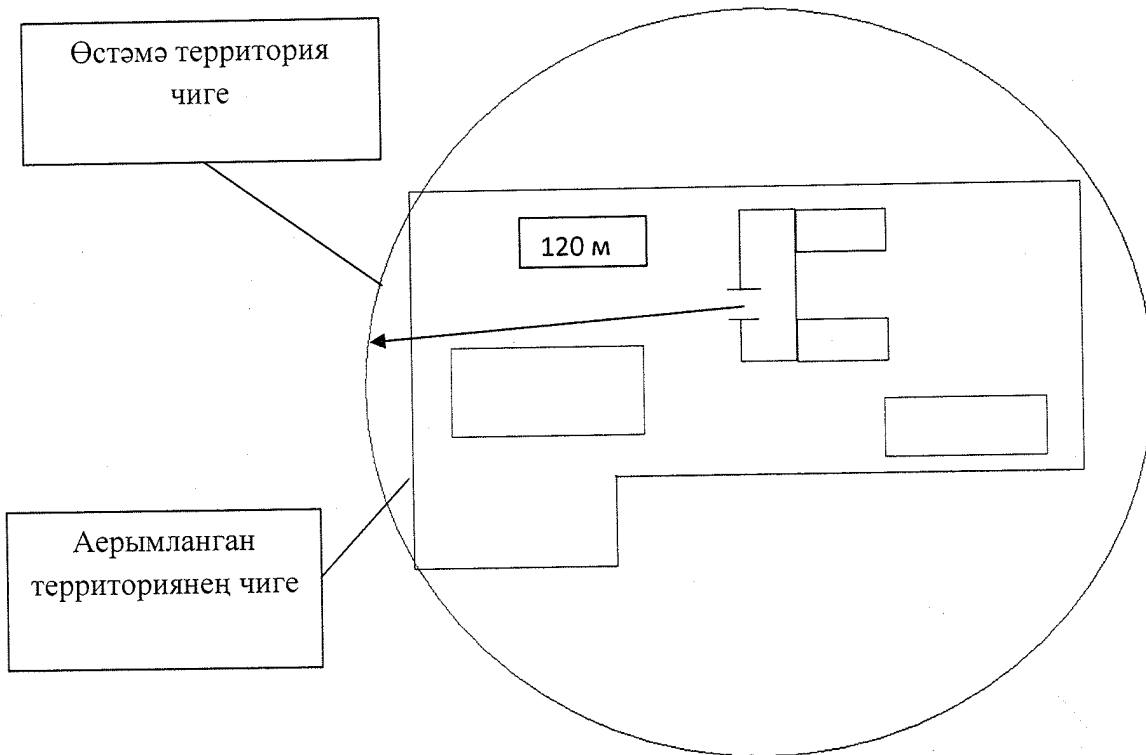 Өстәмә территория
чиге
120 м
Аерымланган
территориянең чиге